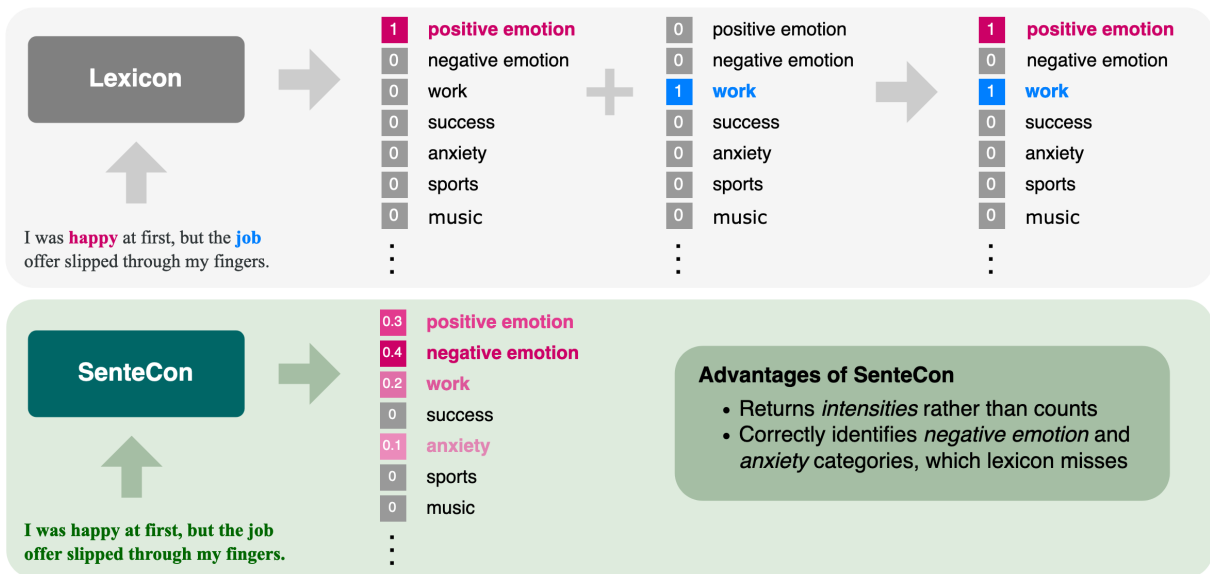 Lexicon
I was happy at first, but the job
offer slipped through my fingers.
1 positive emotion
0 negative emotion
0 work
0 success
0 anxiety
0 sports
0 music
0 positive emotion
0 negative emotion
1 work
0 success
0 anxiety
0 sports
0 music
1 positive emotion
0 negative emotion
1 work
0 success
0 anxiety
0 sports
0 music
SenteCon
I was happy at first, but the job
offer slipped through my fingers.
0.3 positive emotion
0.4 negative emotion
0.2 work
0 success
0.1 anxiety
0 sports
0 music
Advantages of SenteCon
• Returns intensities rather than counts
• Correctly identifies negative emotion and
anxiety categories, which lexicon misses